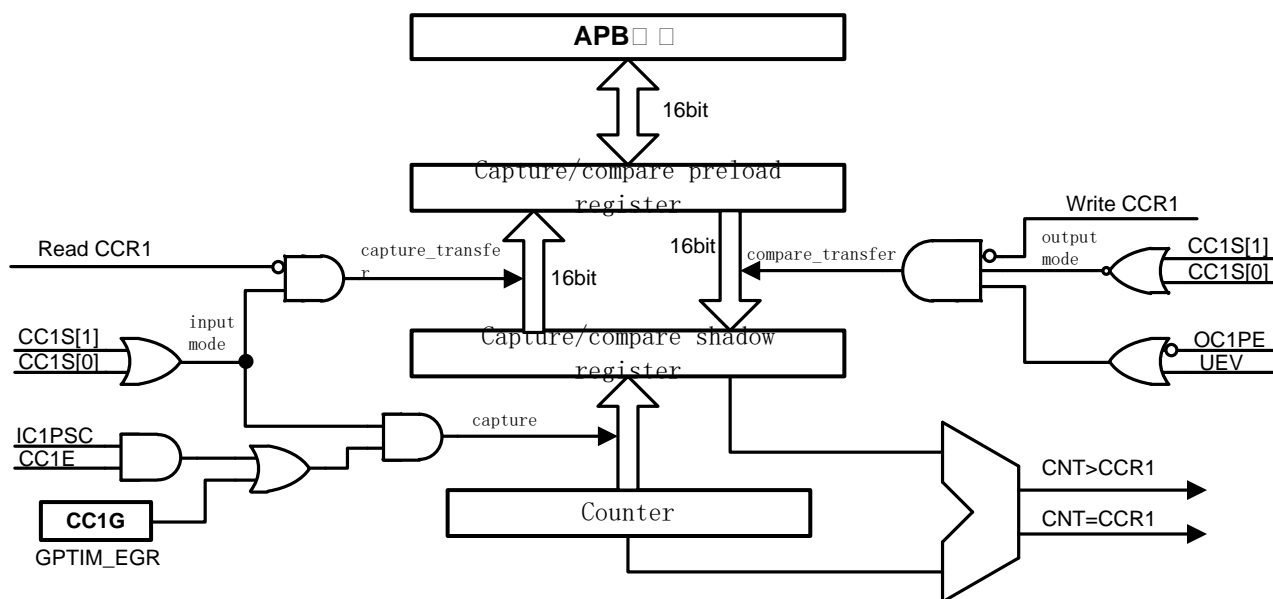 APB
16bit
Capture/compare preload
register
Write CCR1
Read CCR1
capture_transfe
r
16bit
16bit
compare_transfer
output
mode
CC1S[1]
CC1S[0]
input
mode
CC1S[1]
CC1S[0]
Capture/compare shadow
register
OC1PE
UEV
IC1PSC
CC1E
capture
CC1G
GPTIM_EGR
Counter
CNT>CCR1
CNT=CCR1